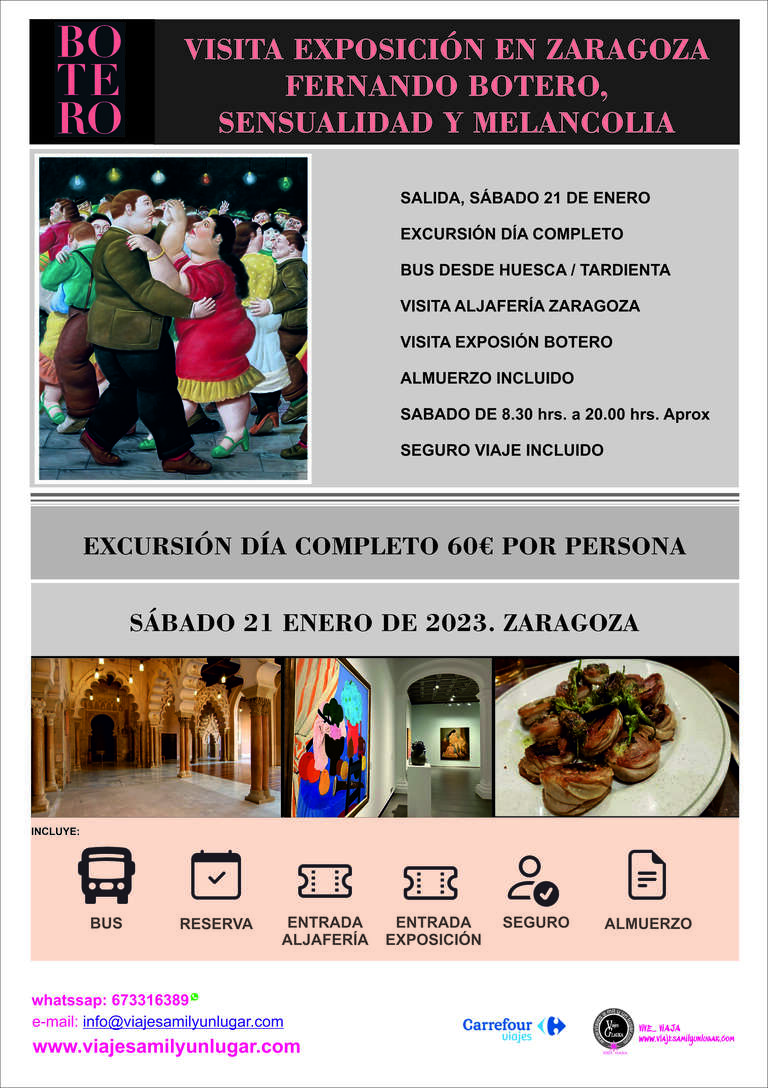 BO
TE
RO
VISITA EXPOSICIÓN EN ZARAGOZA
FERNANDO BOTERO,
SENSUALIDAD Y MELANCOLIA
SALIDA, SÁBADO 21 DE ENERO
EXCURSIÓN DÍA COMPLETO
BUS DESDE HUESCA / TARDIENTA
VISITA ALJAFERÍA ZARAGOZA
VISITA EXPOSIÓN BOTERO
ALMUERZO INCLUIDO
SABADO DE 8.30 hrs. a 20.00 hrs. Aprox
SEGURO VIAJE INCLUIDO
EXCURSIÓN DÍA COMPLETO 60€ POR PERSONA
SÁBADO 21 ENERO DE 2023. ZARAGOZA
INCLUYE:
BUS
RESERVA
ENTRADA
ALJAFERÍA
ENTRADA
EXPOSICIÓN
SEGURO
ALMUERZO
whatssap: 673316389
e-mail: info@viajesamilyunlugar.com
www.viajesamilyunlugar.com
Carrefour
viajes
VIVE... VIAJA
www.viajesamilyunlugar.com